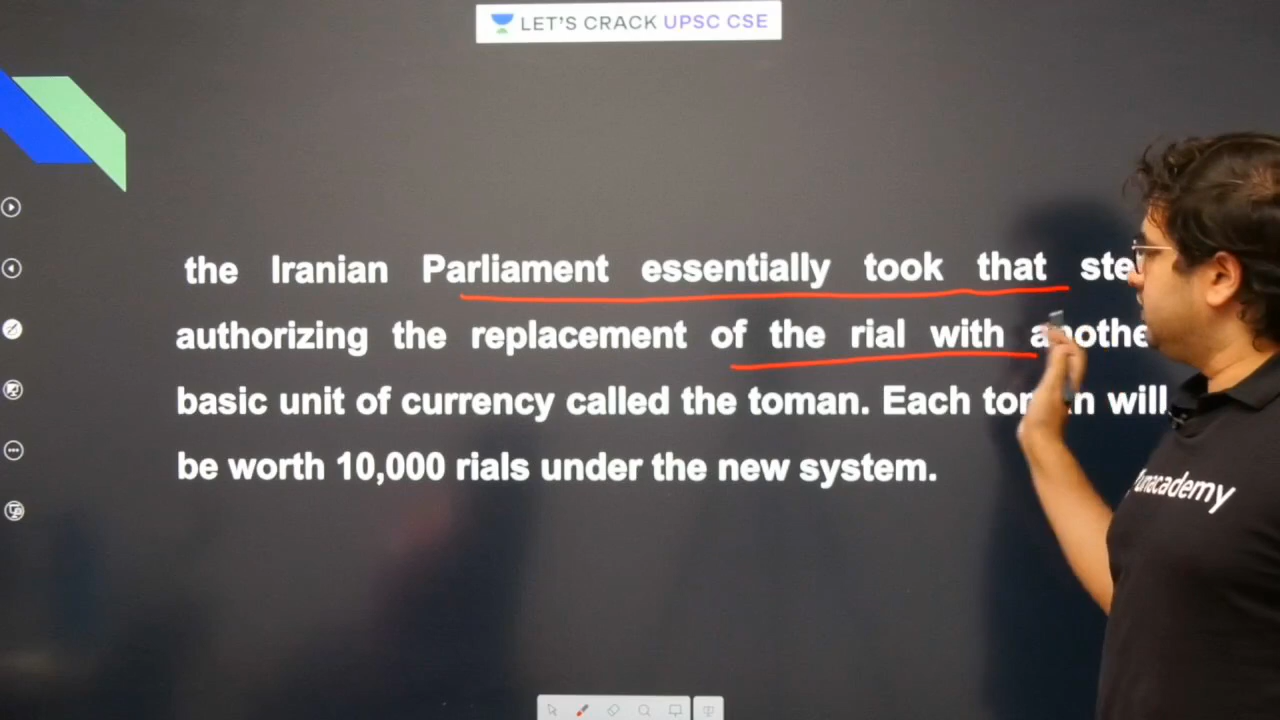 LET'S CRACK UPSC CSE
the Iranian Parliament essentially took that
authorizing the replacement of the rial with
basic unit of currency called the toman. Each will
be worth 10,000 rials under the new system.
unacademy